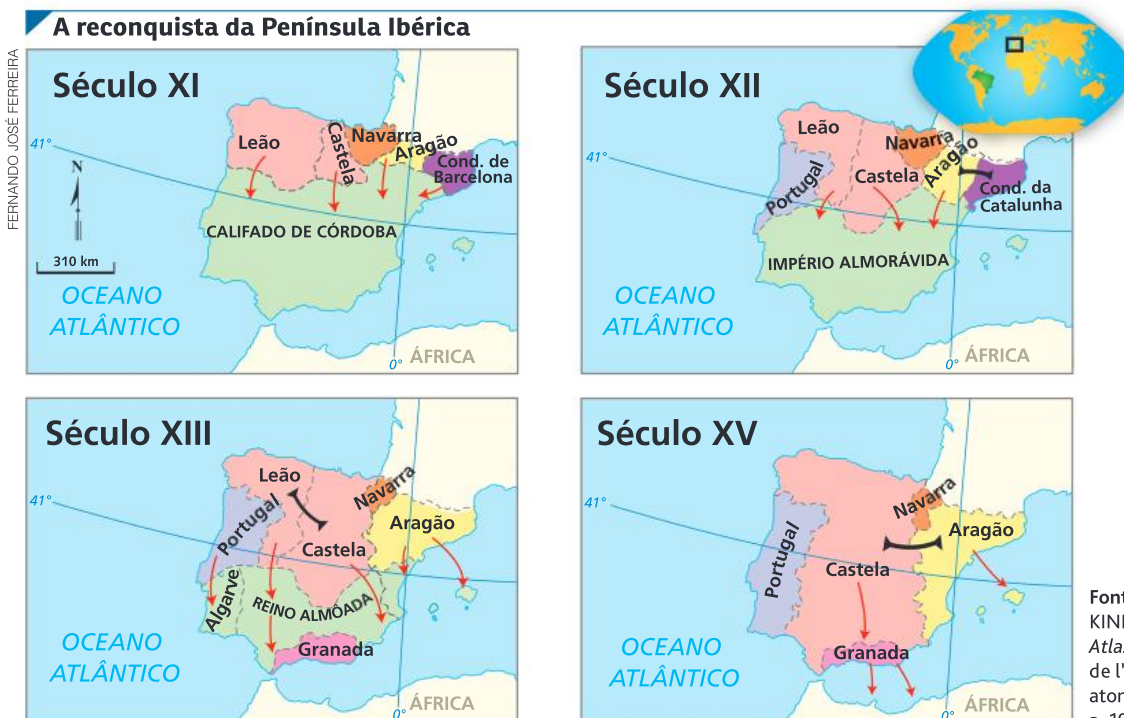 A reconquista da Península Ibérica
FERNANDO JOSÉ FERREIRA
Século XI
Leão
Castela
Navarra
Aragão
Cond. de
Barcelona
41°
N
CALIFADO DE CÓRDOBA
310 km
OCEANO
ATLÂNTICO
0°
ÁFRICA
Século XII
Leão
Navarra
Aragão
41°
Portugal
Castela
Cond. da
Catalunha
IMPÉRIO ALMORÁVIDA
OCEANO
ATLÂNTICO
0°
ÁFRICA
Século XIII
Leão
Navarra
41°
Portugal
Aragão
Castela
Algarve
REINO ALMÔADA
Granada
OCEANO
ATLÂNTICO
0°
ÁFRICA
Século XV
Navarra
41°
Aragão
Portugal
Castela
Granada
OCEANO
ATLÂNTICO
0°
ÁFRICA
de l'